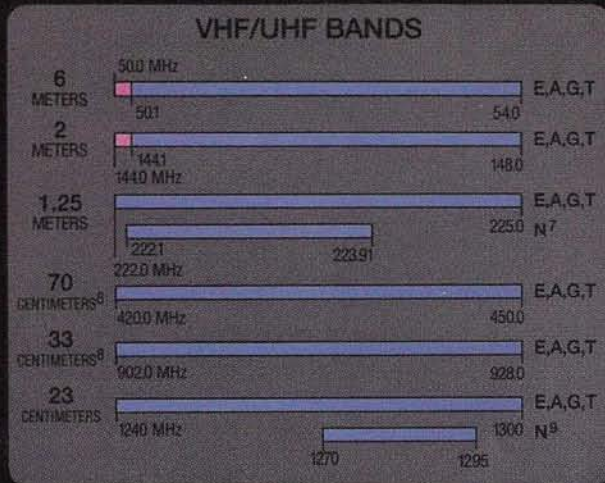 VHF/UHF BANDS
50.0 MHz
6
METERS
E,A,G,T
50.1
54.0
2
METERS
E,A,G,T
144.1
148.0
144.0 MHz
1,25
METERS
E,A,G,T
225.0
N7
222.1
223.91
222.0 MHz
70
CENTIMETERS8
E,A,G,T
420.0 MHz
450.0
33
CENTIMETERS8
E,A,G,T
902.0 MHz
928.0
23
CENTIMETERS
E,A,G,T
1240 MHz
1300
N9
1270
1295